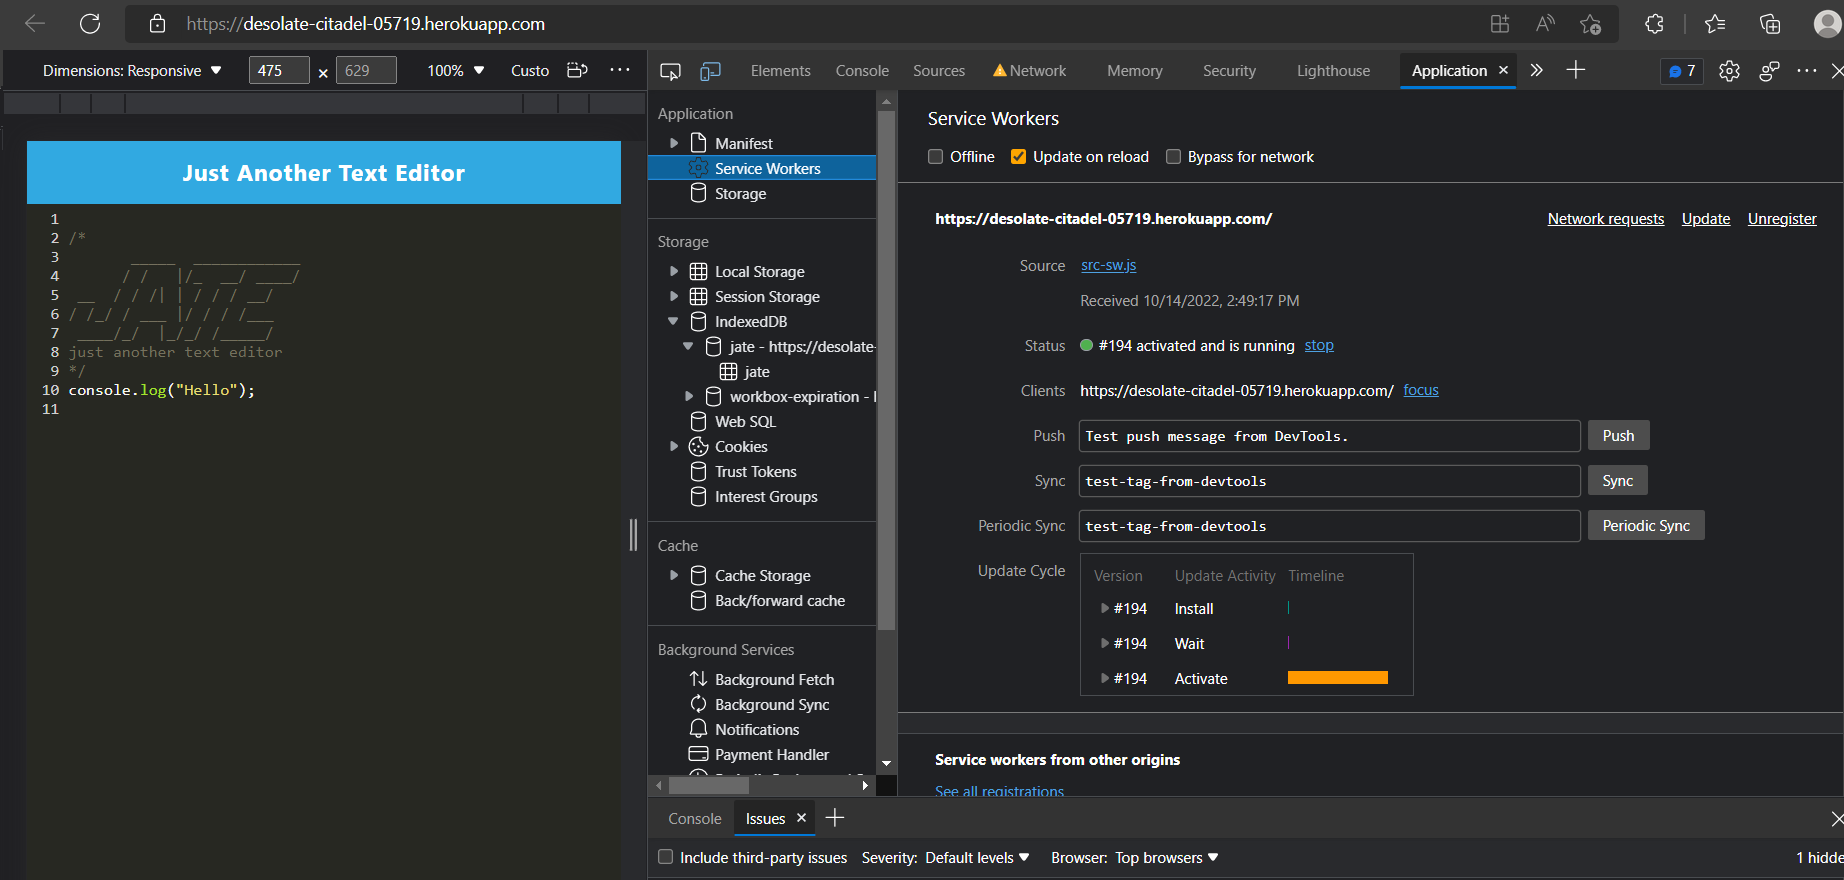 https://desolate-citadel-05719.herokuapp.com
Dimensions: Responsive 475 × 629 100% Custo
Elements Console Sources Network Memory Security Lighthouse Application 7
Just Another Text Editor
1
2 /*
3       _____  ____________
4      / /   |/_  __/ ____/
5  __  / / /| | / / / __/
6 / /_/ / ___ |/ / / /___
7  ____/_/  |_/_/ /_____/
8 just another text editor
9 */
10 console.log("Hello");
11
Application
Manifest
Service Workers
Storage
Storage
Local Storage
Session Storage
IndexedDB
jate - https://desolate-
jate
workbox-expiration -
Web SQL
Cookies
Trust Tokens
Interest Groups
Cache
Cache Storage
Back/forward cache
Background Services
Background Fetch
Background Sync
Notifications
Payment Handler
Service Workers
Offline Update on reload Bypass for network
https://desolate-citadel-05719.herokuapp.com/ Network requests Update Unregister
Source src-sw.js
Received 10/14/2022, 2:49:17 PM
Status #194 activated and is running stop
Clients https://desolate-citadel-05719.herokuapp.com/ focus
Push Test push message from DevTools. Push
Sync test-tag-from-devtools Sync
Periodic Sync test-tag-from-devtools Periodic Sync
Update Cycle Version Update Activity Timeline
#194 Install
#194 Wait
#194 Activate
Service workers from other origins
See all registrations
Console Issues
Include third-party issues Severity: Default levels Browser: Top browsers 1 hidde